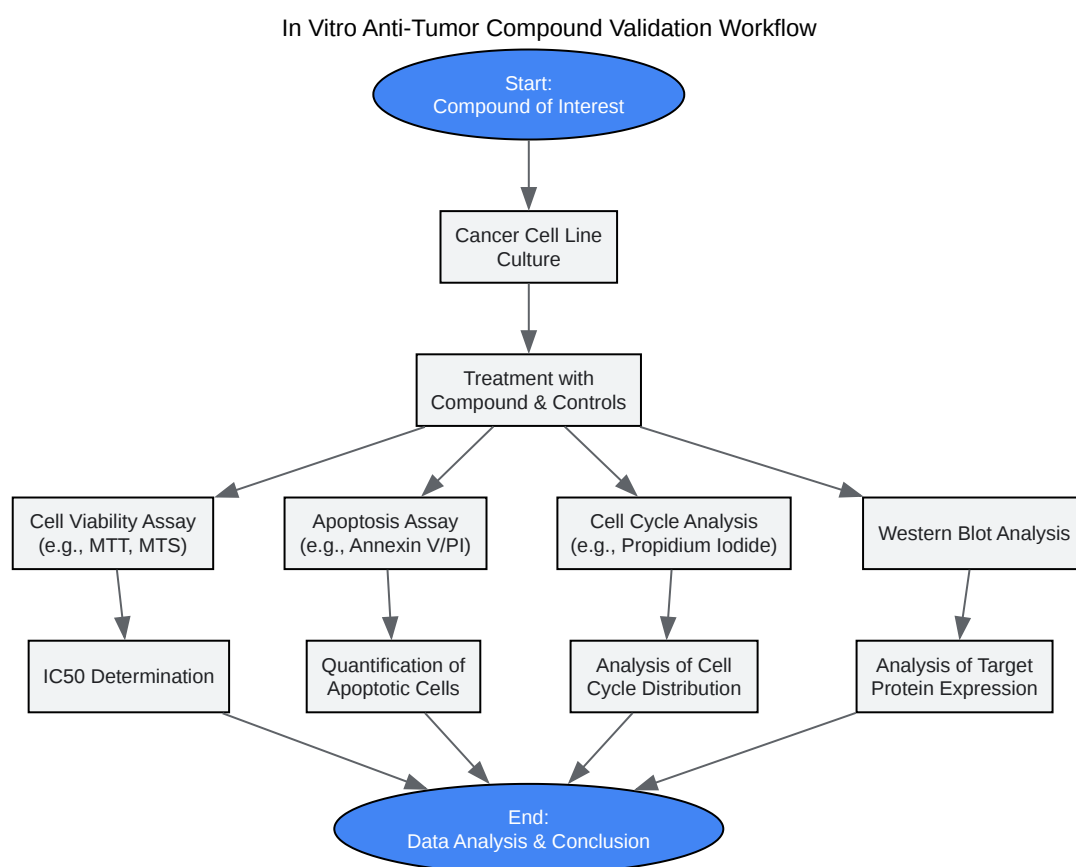 In Vitro Anti-Tumor Compound Validation Workflow
Start:
Compound of Interest
Cancer Cell Line
Culture
Treatment with
Compound & Controls
Cell Viability Assay
(e.g., MTT, MTS)
Apoptosis Assay
(e.g., Annexin V/PI)
Cell Cycle Analysis
(e.g., Propidium Iodide)
Western Blot Analysis
IC50 Determination
Quantification of
Apoptotic Cells
Analysis of Cell
Cycle Distribution
Analysis of Target
Protein Expression
End:
Data Analysis & Conclusion